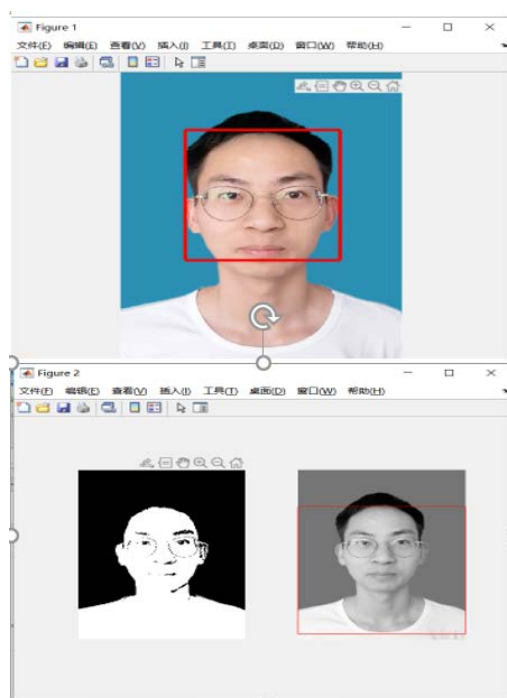 Figure 1
文件(F) 编辑(E) 查看(V) 插入(I) 工具(T) 桌面(D) 窗口(W) 帮助(H)
Figure 2
文件(F) 编辑(E) 查看(V) 插入(I) 工具(T) 桌面(D) 窗口(W) 帮助(H)